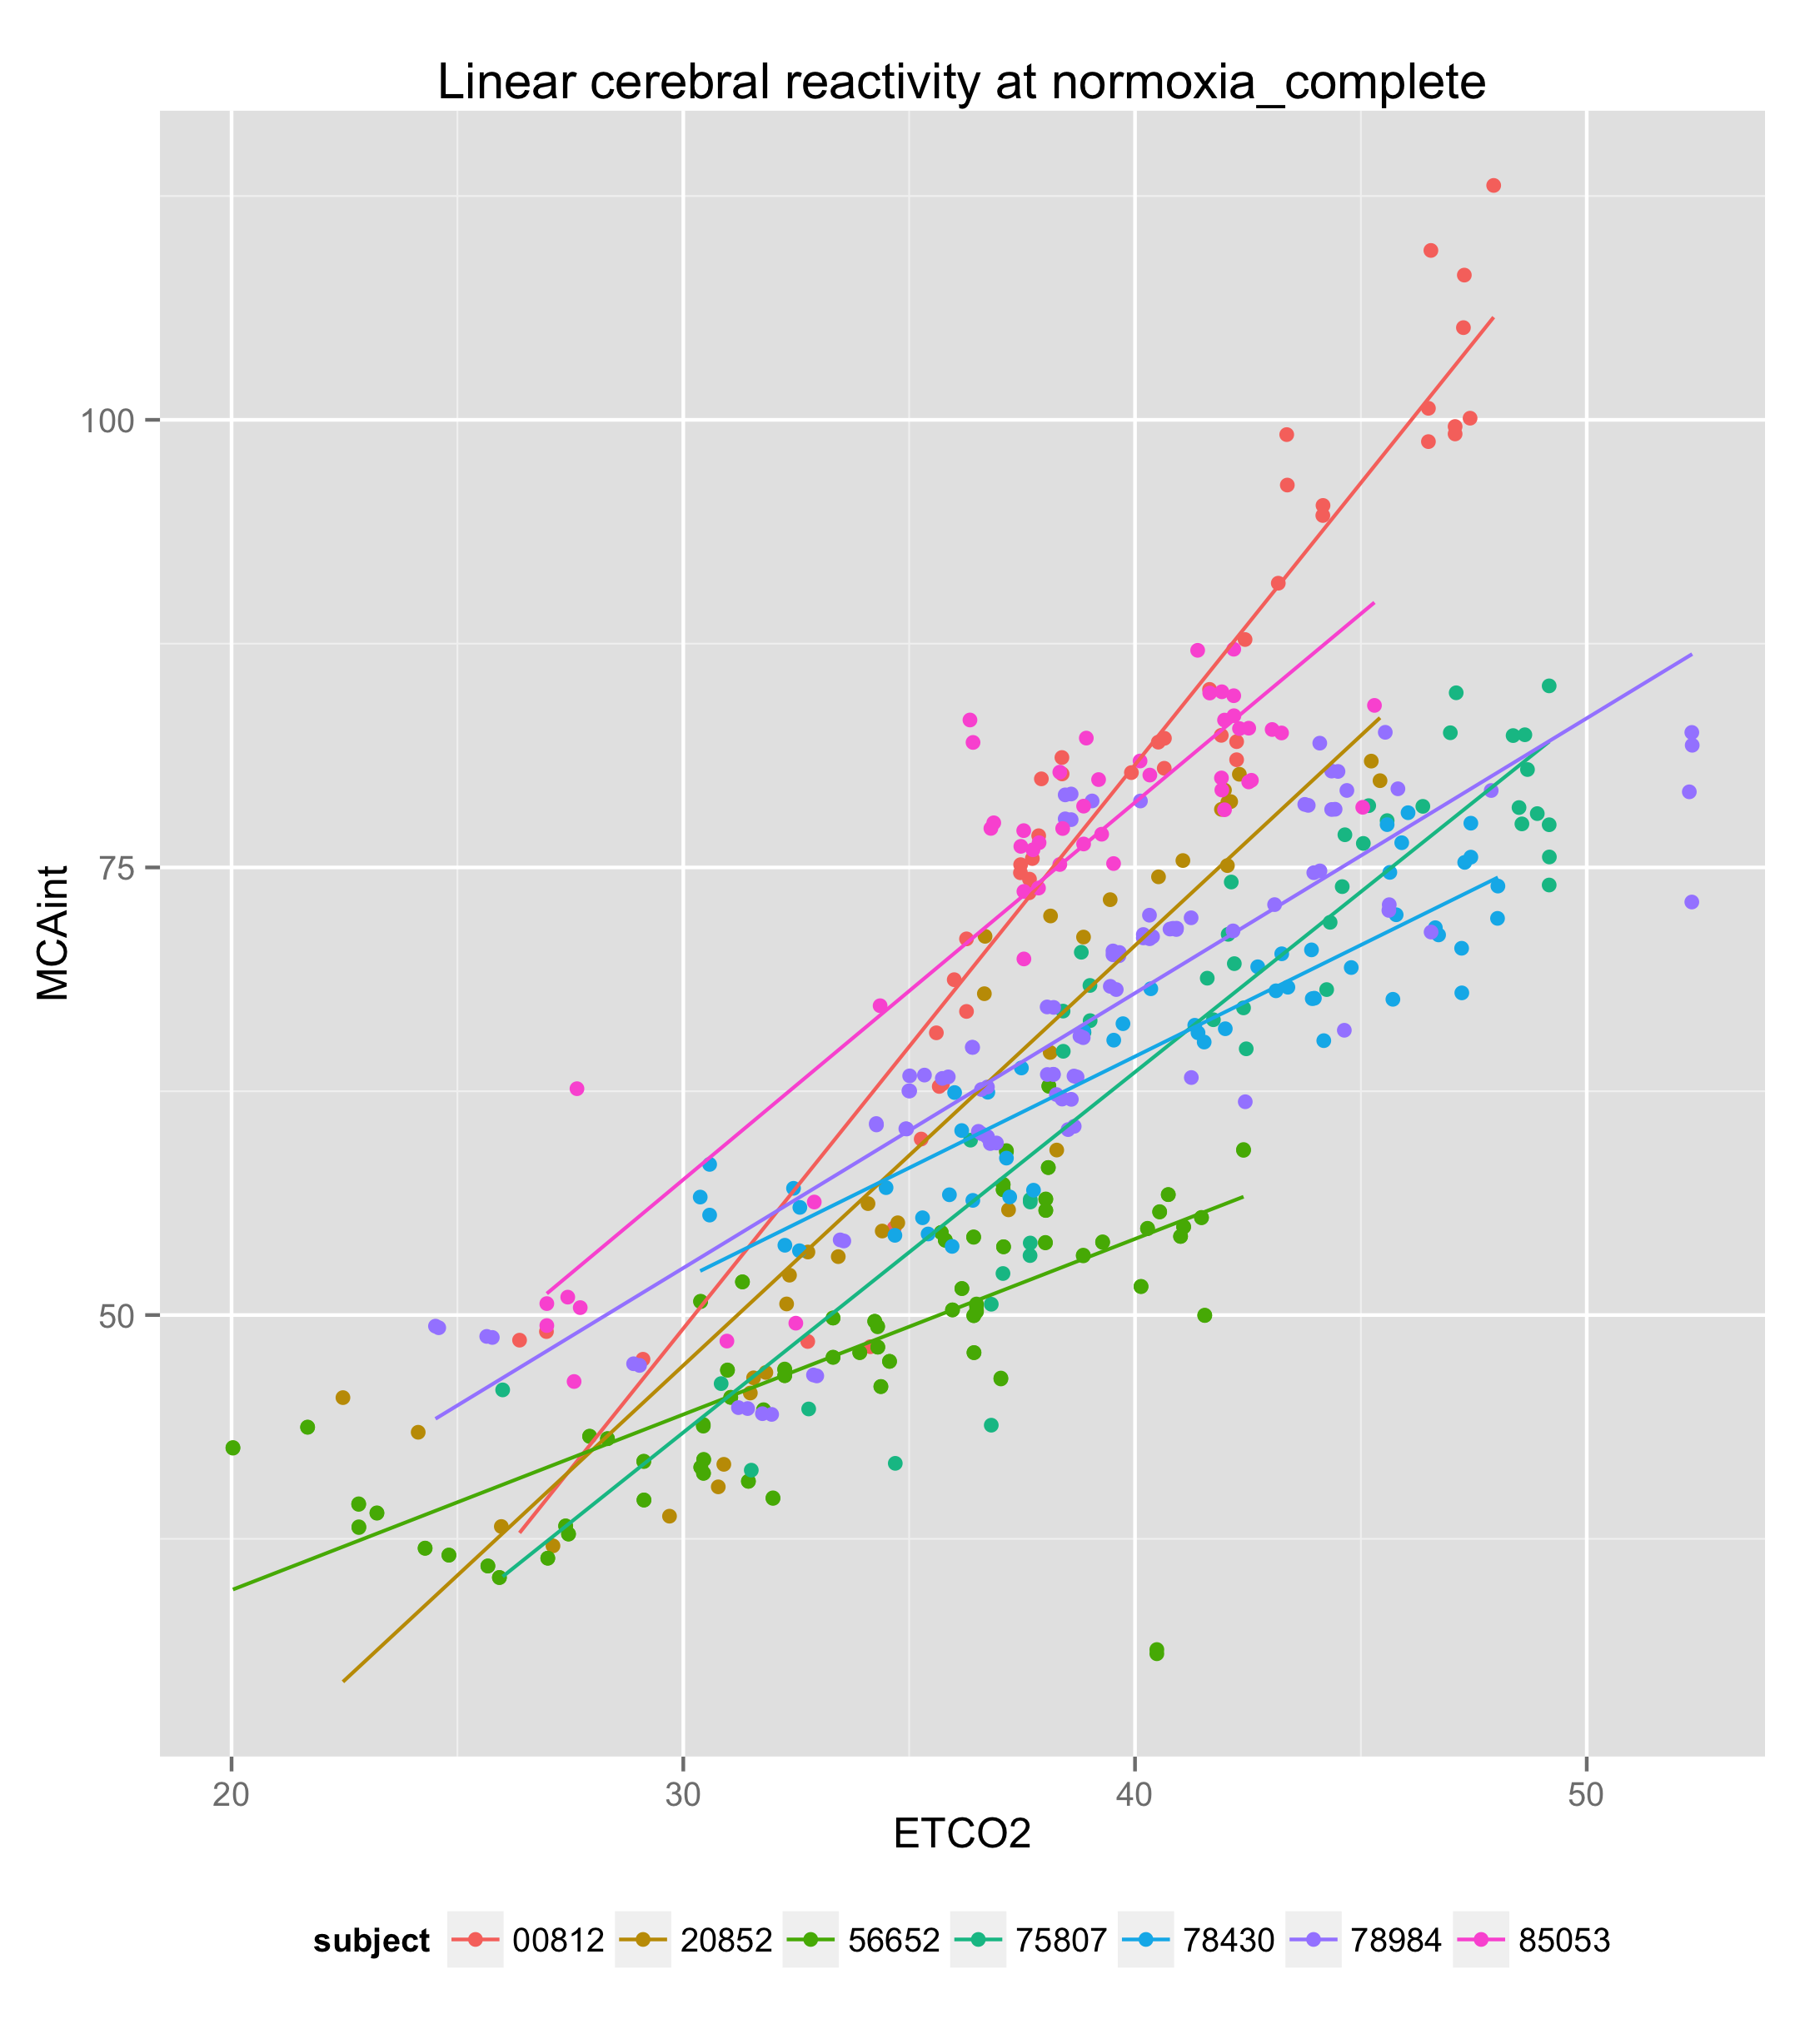 Linear cerebral reactivity at normoxia_complete
100
75
50
MCAint
20 30 40 50
ETCO2
subject 00812 20852 56652 75807 78430 78984 85053